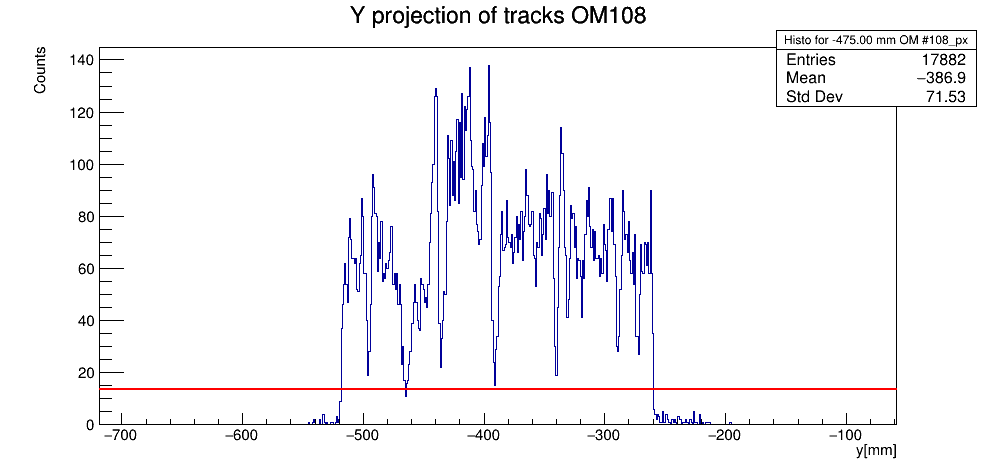 Y projection of tracks OM108
Histo for -475.00 mm OM #108_px
Entries 17882
Mean −386.9
Std Dev 71.53
Counts
140
120
100
80
60
40
20
0
−700 −600 −500 −400 −300 −200 −100
y[mm]